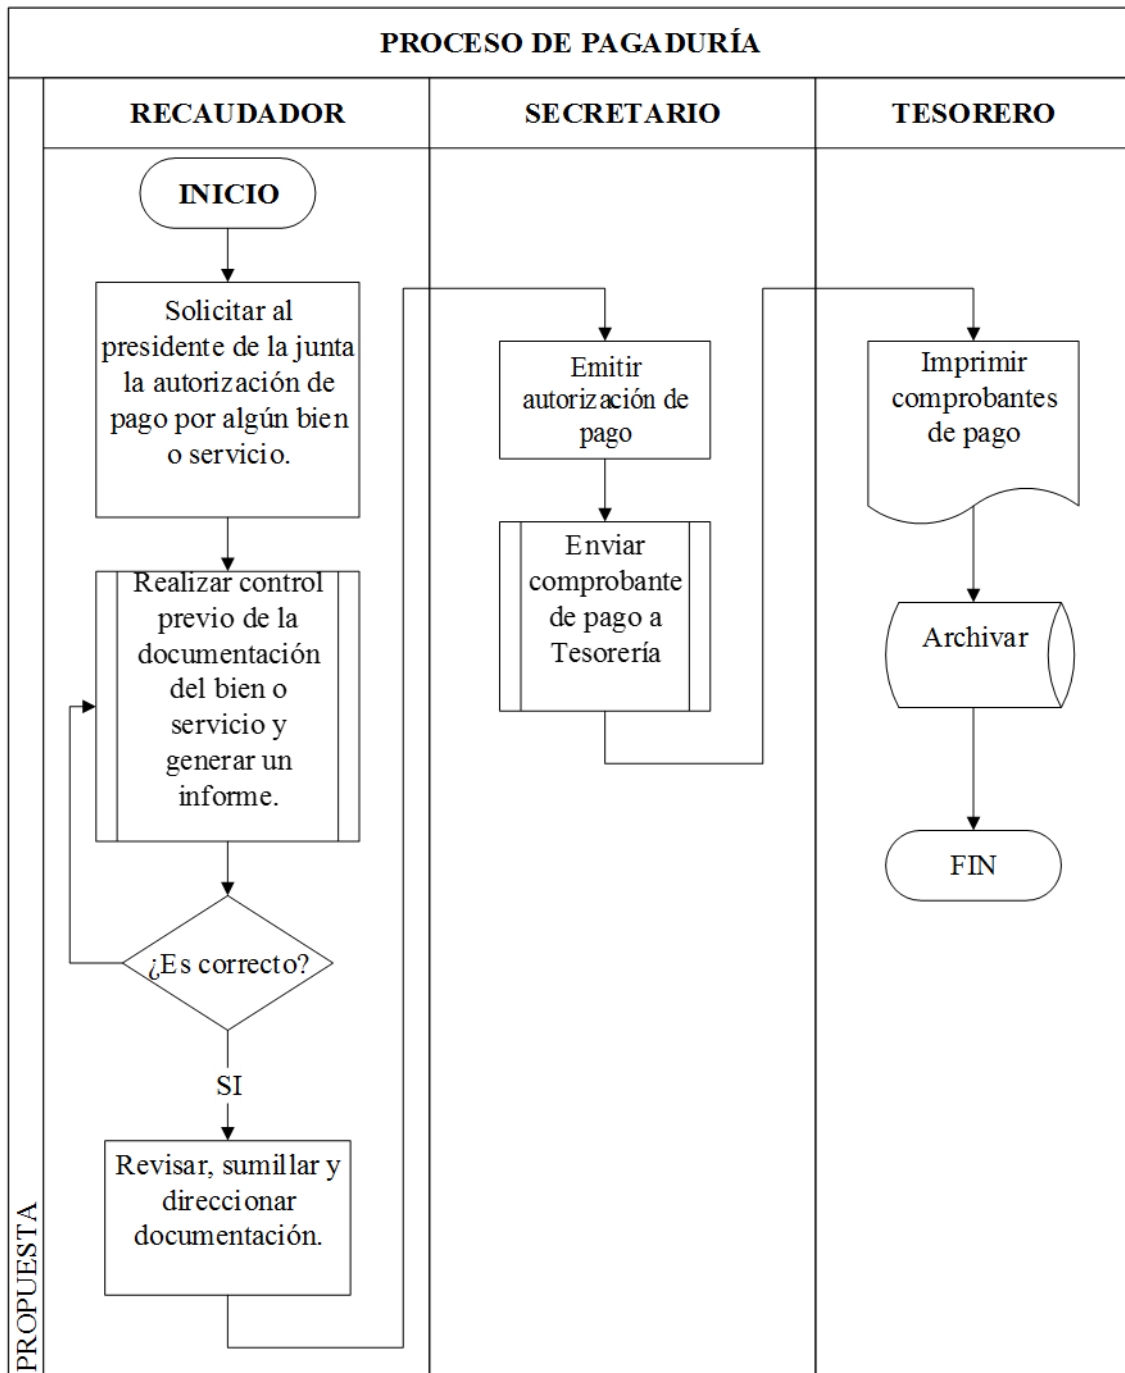 PROCESO DE PAGADURÍA
RECAUDADOR
SECRETARIO
TESORERO
INICIO
Solicitar al
presidente de la junta
la autorización de
pago por algún bien
o servicio.
Realizar control
previo de la
documentación
del bien o
servicio y
generar un
informe.
¿Es correcto?
SI
Revisar, sumillar y
direccionar
documentación.
Emitir
autorización de
pago
Enviar
comprobante
de pago a
Tesorería
Imprimir
comprobantes
de pago
Archivar
FIN
PROPUESTA